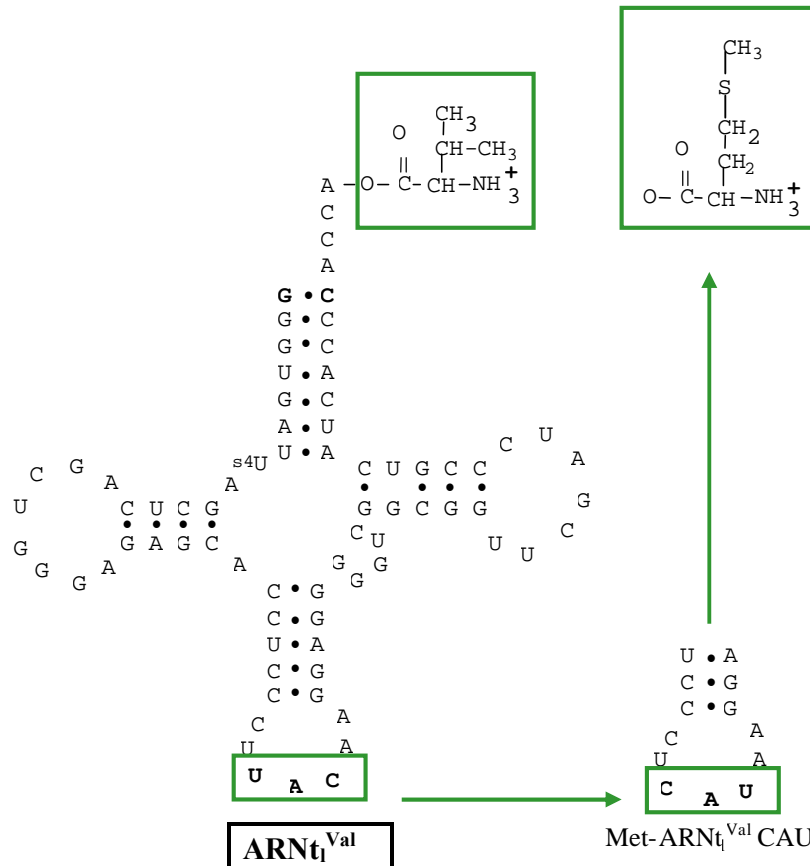 CH3
S
CH3
O
CH2
CH–CH3
O
CH2
+
A –O– C –CH–NH3
+
O– C –CH–NH3
C
C
A
G • C
G • C
G • C
U • A
G • C
A • U
U • A
s4U
A
G A C U C G
C
U
G
G
G
A G A G C
A
C U G C C
C U A G C U U
G G C G G
C U G G G
C • G
C • G
U • A
C • G
C • G
C A
U A
U A C
ARNtlVal
U • A
C • G
C • G
C A
U A
C A U
Met-ARNtlVal CAU